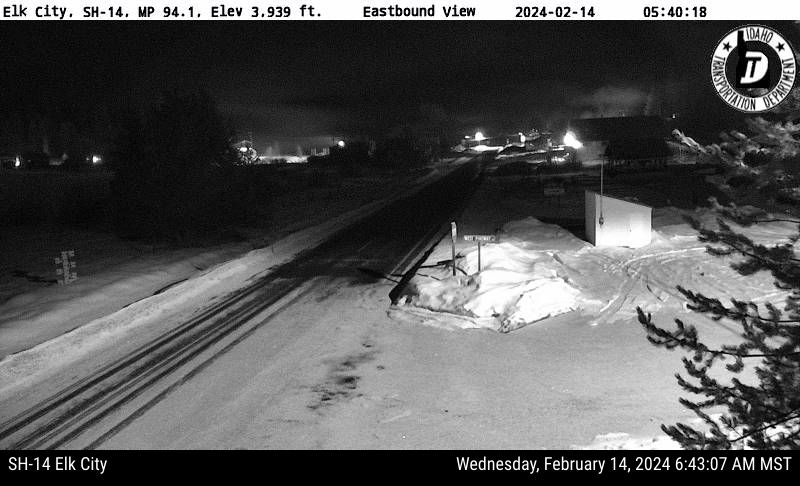 Elk City, SH-14, MP 94.1, Elev 3,939 ft. Eastbound View 2024-02-14 05:40:18
IDAHO
TRANSPORTATION DEPARTMENT
SH-14 Elk City Wednesday, February 14, 2024 6:43:07 AM MST